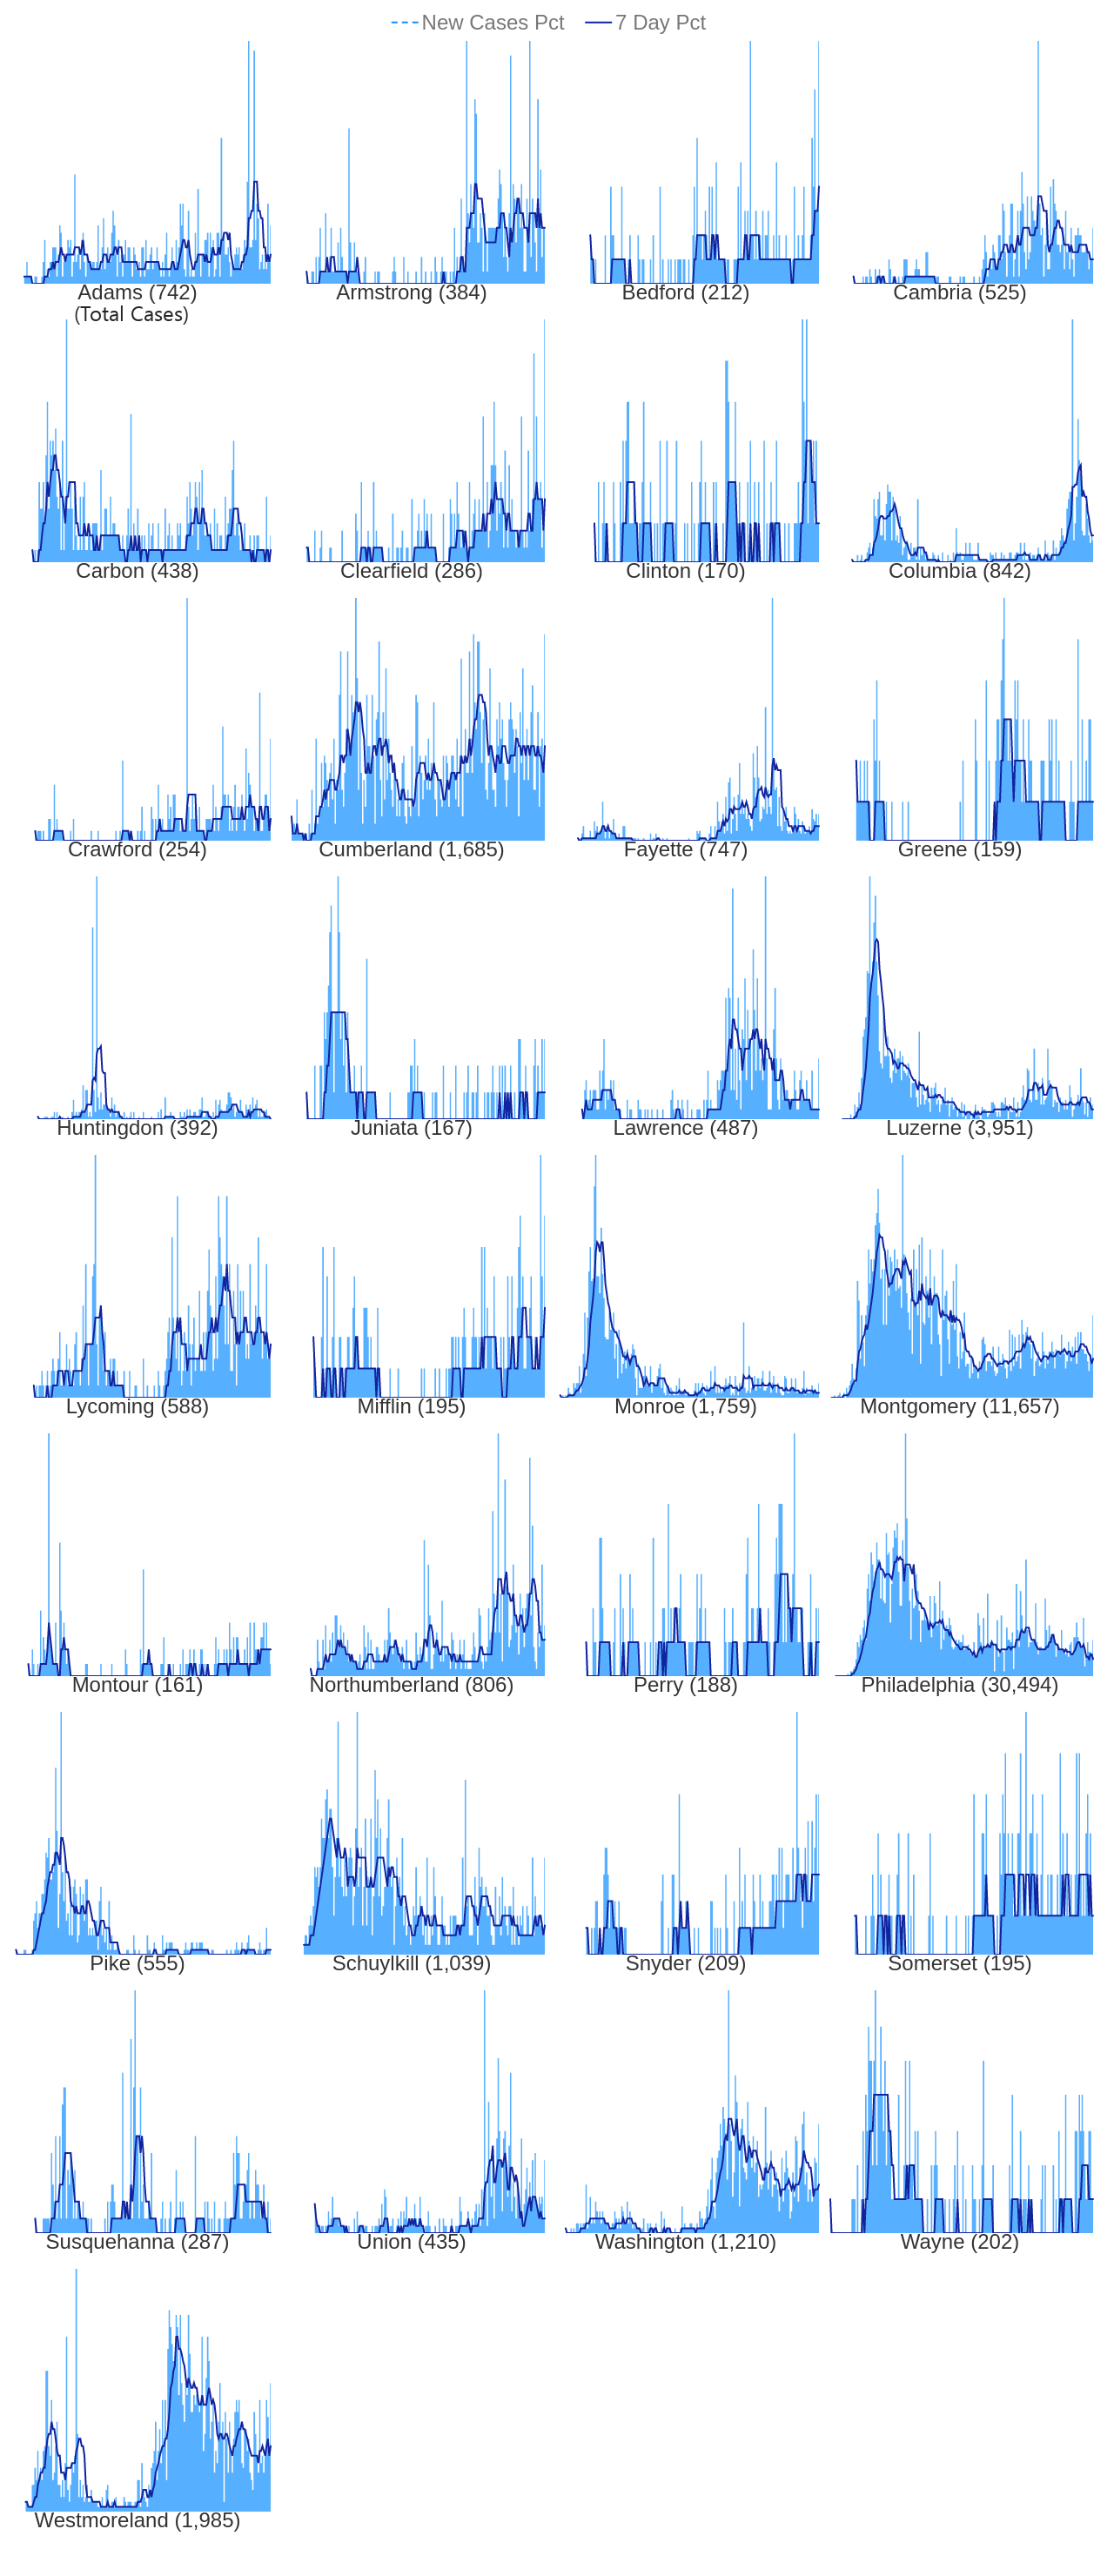 New Cases Pct 7 Day Pct
Adams (742) Armstrong (384) Bedford (212) Cambria (525)
(Total Cases)
Carbon (438) Clearfield (286) Clinton (170) Columbia (842)
Crawford (254) Cumberland (1,685) Fayette (747) Greene (159)
Huntingdon (392) Juniata (167) Lawrence (487) Luzerne (3,951)
Lycoming (588) Mifflin (195) Monroe (1,759) Montgomery (11,657)
Montour (161) Northumberland (806) Perry (188) Philadelphia (30,494)
Pike (555) Schuylkill (1,039) Snyder (209) Somerset (195)
Susquehanna (287) Union (435) Washington (1,210) Wayne (202)
Westmoreland (1,985)